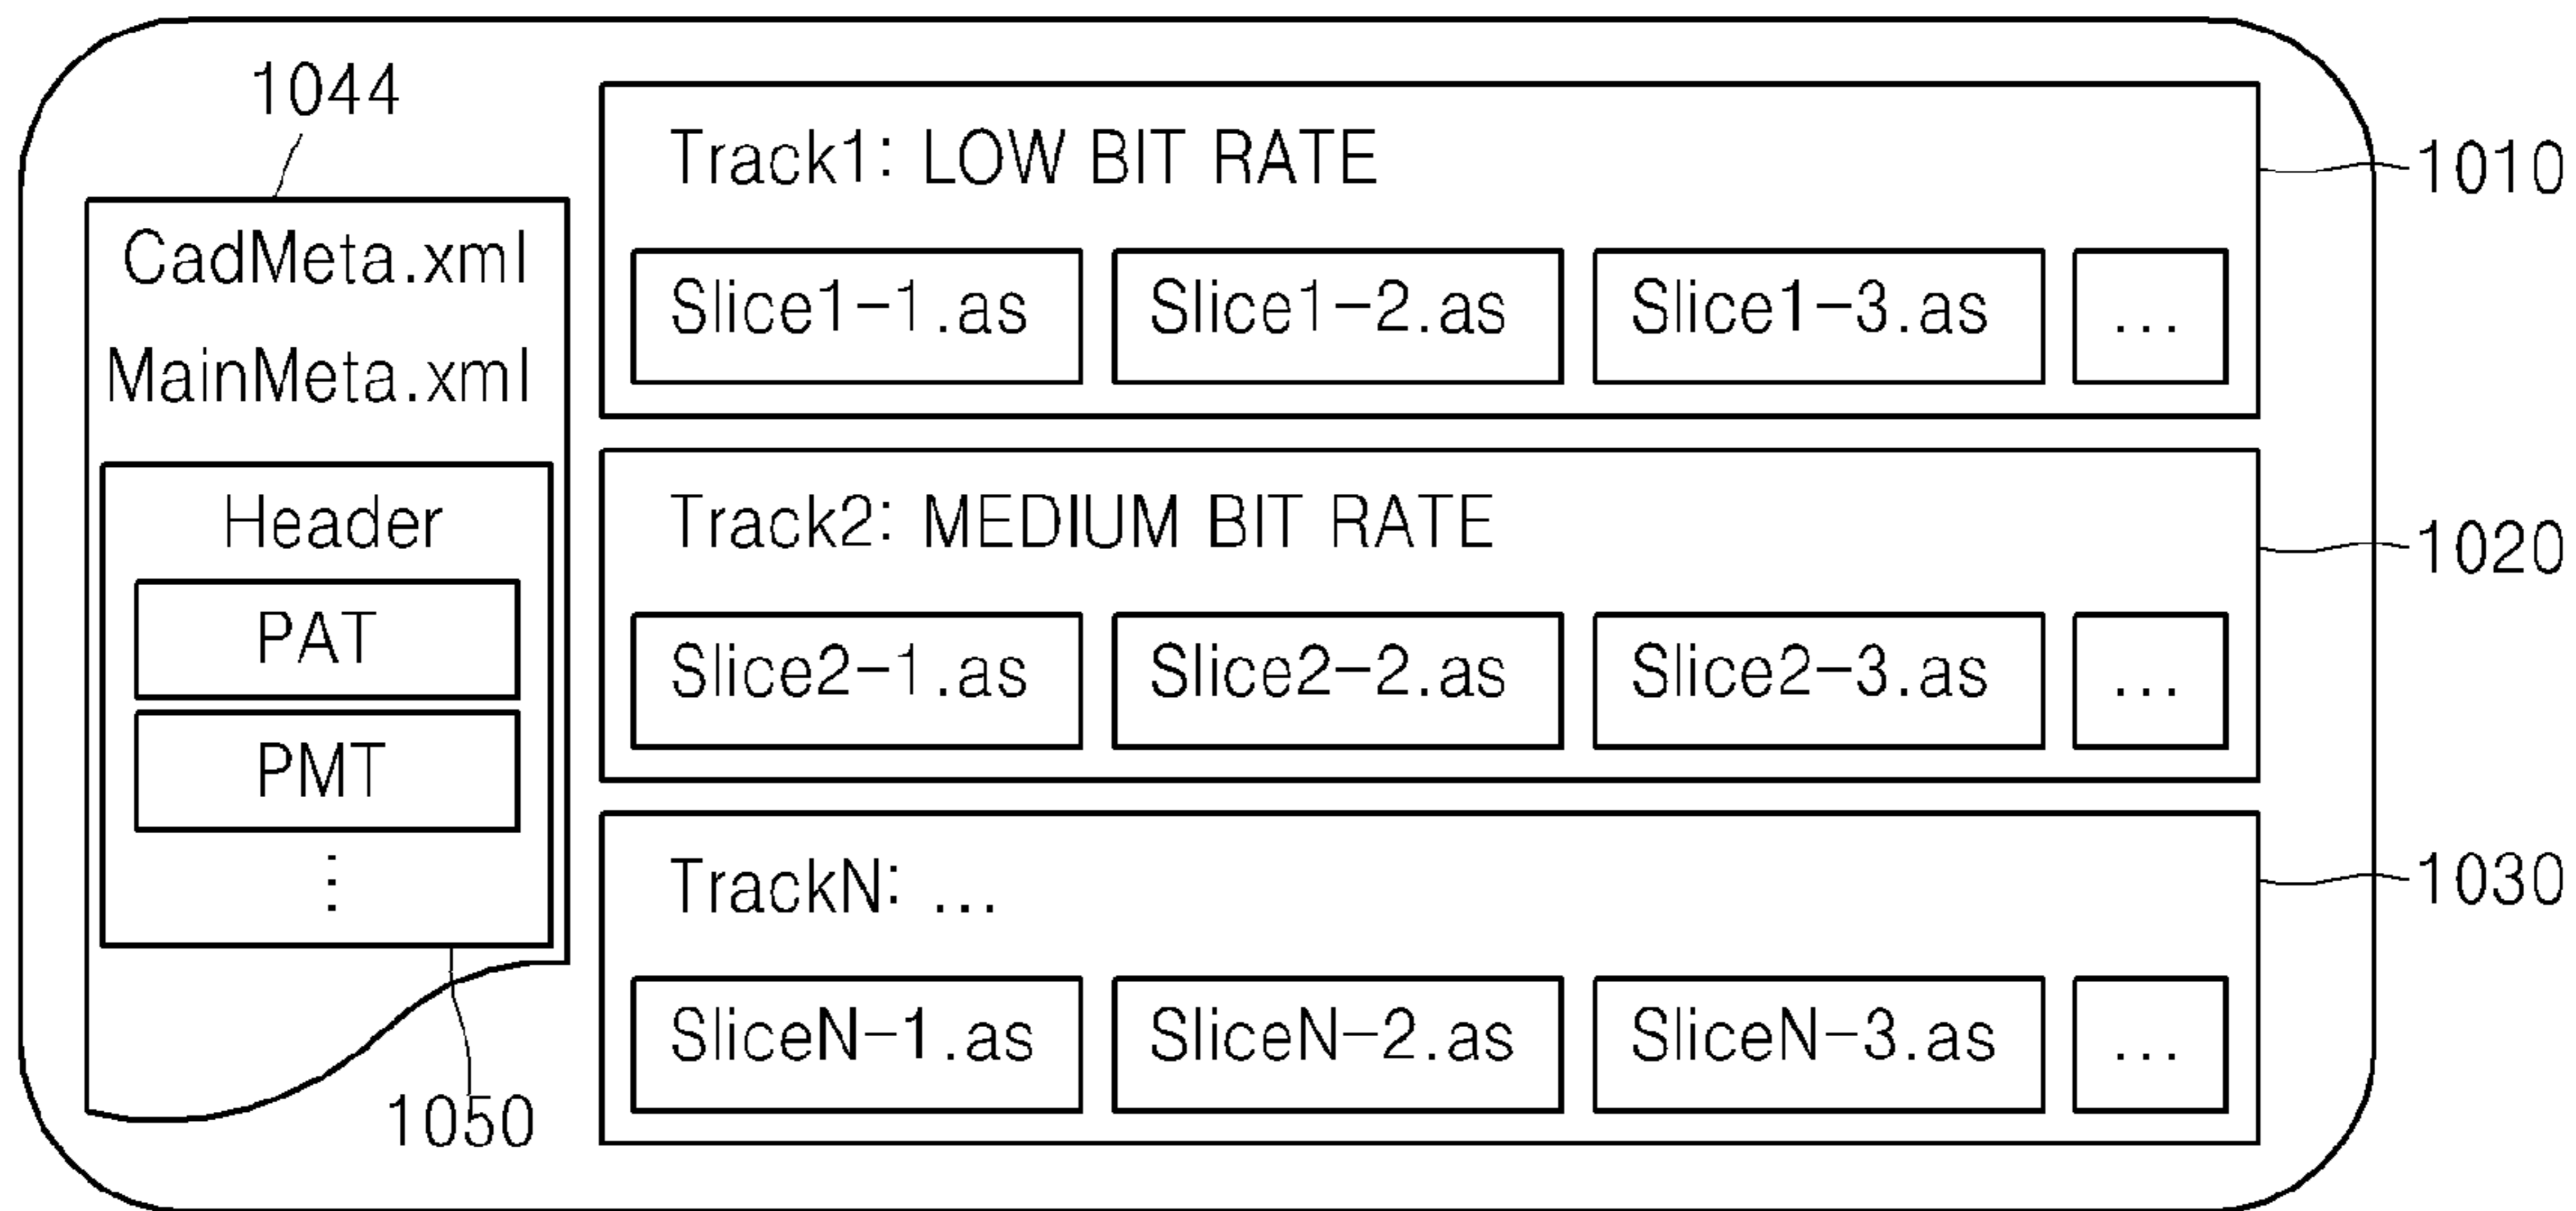 1044
CadMeta.xml
MainMeta.xml
Header
PAT
PMT
⋮
1050
Track1: LOW BIT RATE
1010
Slice1-1.as
Slice1-2.as
Slice1-3.as
...
Track2: MEDIUM BIT RATE
1020
Slice2-1.as
Slice2-2.as
Slice2-3.as
...
TrackN: ...
1030
SliceN-1.as
SliceN-2.as
SliceN-3.as
...